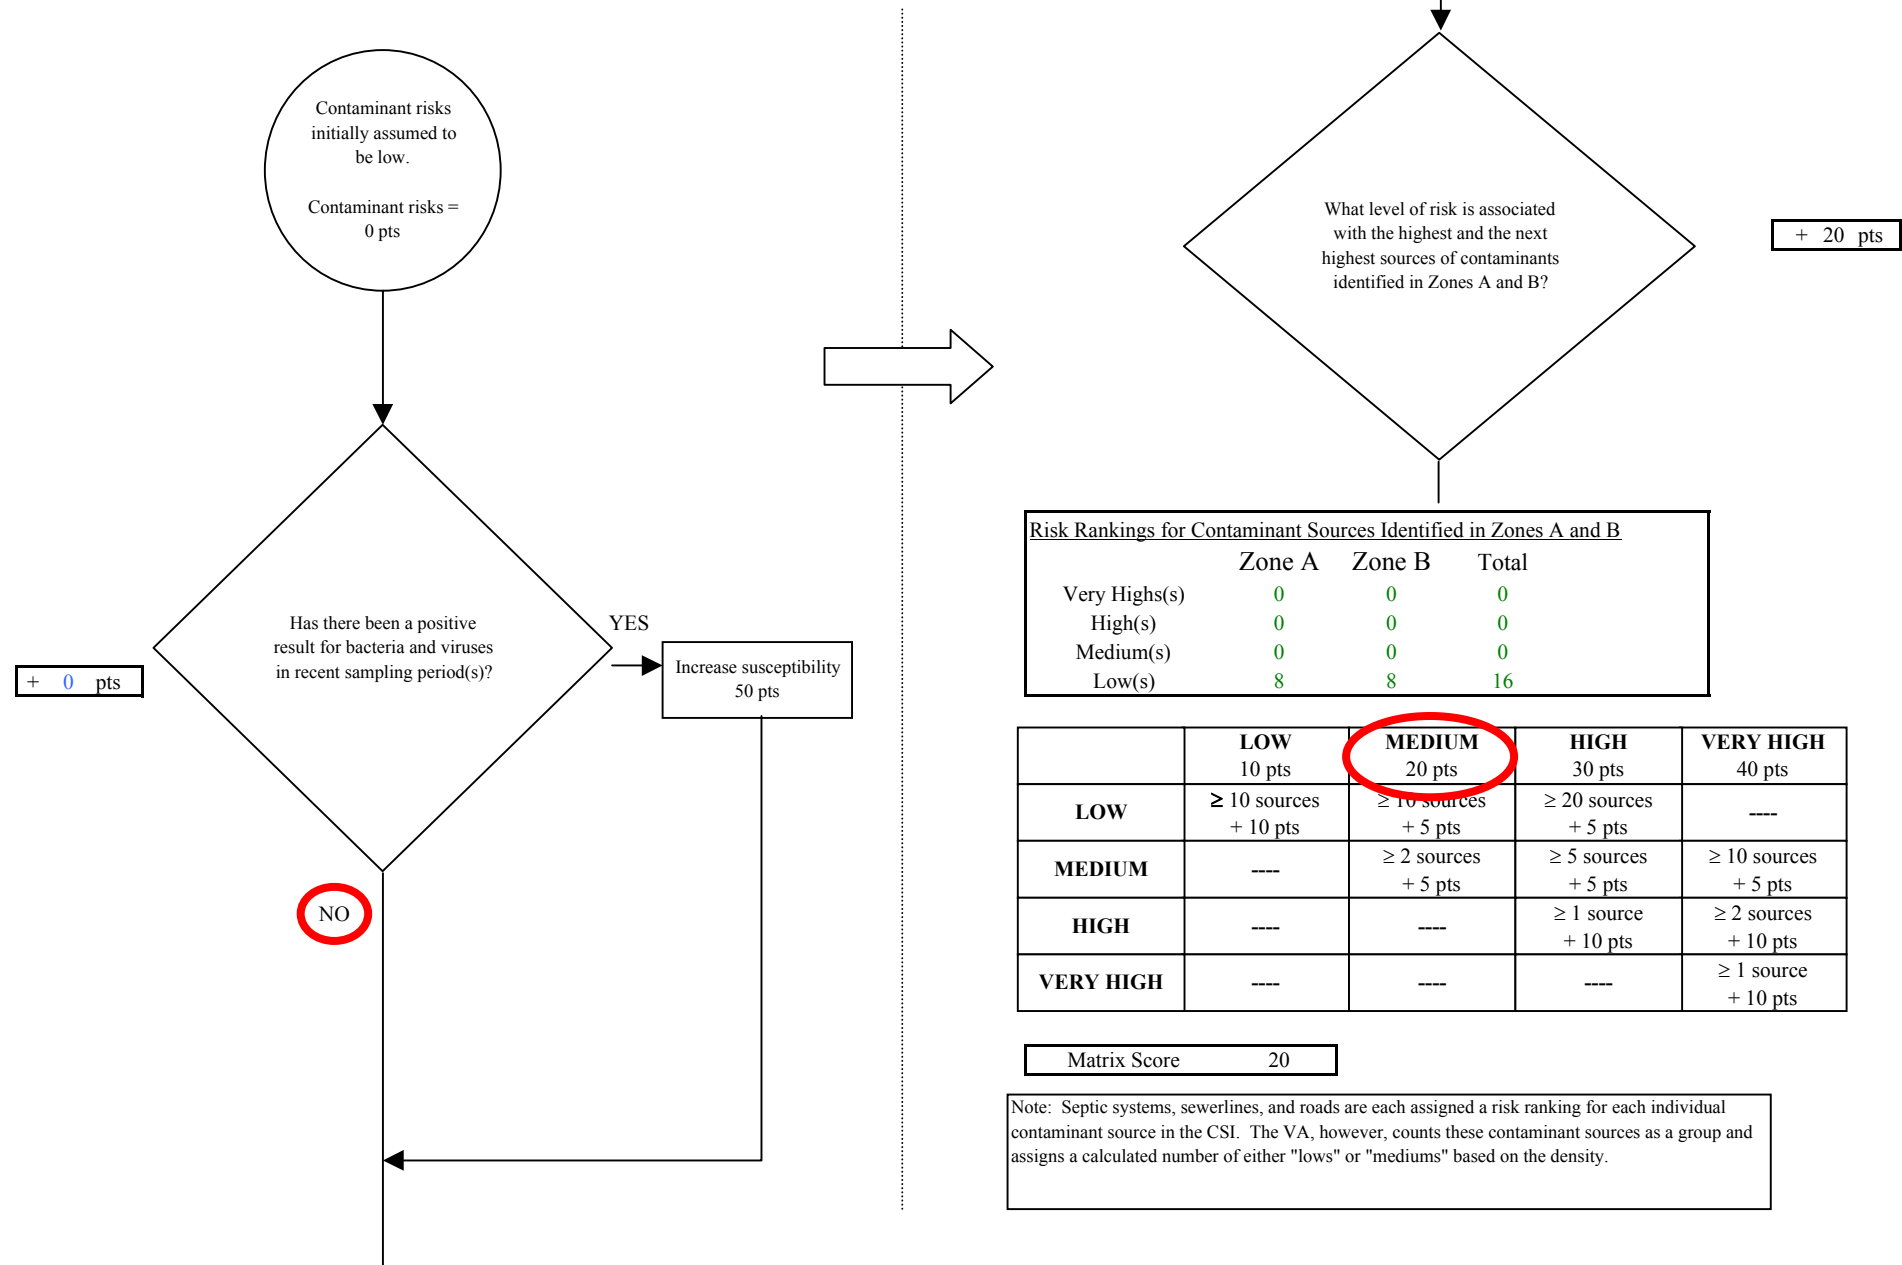 Contaminant risks
initially assumed to
be low.
Contaminant risks =
0 pts
Has there been a positive
result for bacteria and viruses
in recent sampling period(s)?
+ 0 pts
YES
Increase susceptibility
50 pts
NO
What level of risk is associated
with the highest and the next
highest sources of contaminants
identified in Zones A and B?
+ 20 pts
Risk Rankings for Contaminant Sources Identified in Zones A and B
Zone A Zone B Total
Very Highs(s) 0 0 0
High(s) 0 0 0
Medium(s) 0 0 0
Low(s) 8 8 16
LOW MEDIUM HIGH VERY HIGH
10 pts 20 pts 30 pts 40 pts
LOW ≥ 10 sources ≥ 10 sources ≥ 20 sources ----
+ 10 pts + 5 pts + 5 pts
MEDIUM ---- ≥ 2 sources ≥ 5 sources ≥ 10 sources
+ 5 pts + 5 pts + 5 pts
HIGH ---- ---- ≥ 1 source ≥ 2 sources
+ 10 pts + 10 pts
VERY HIGH ---- ---- ---- ≥ 1 source
+ 10 pts
Matrix Score 20
Note: Septic systems, sewerlines, and roads are each assigned a risk ranking for each individual
contaminant source in the CSI. The VA, however, counts these contaminant sources as a group and
assigns a calculated number of either "lows" or "mediums" based on the density.